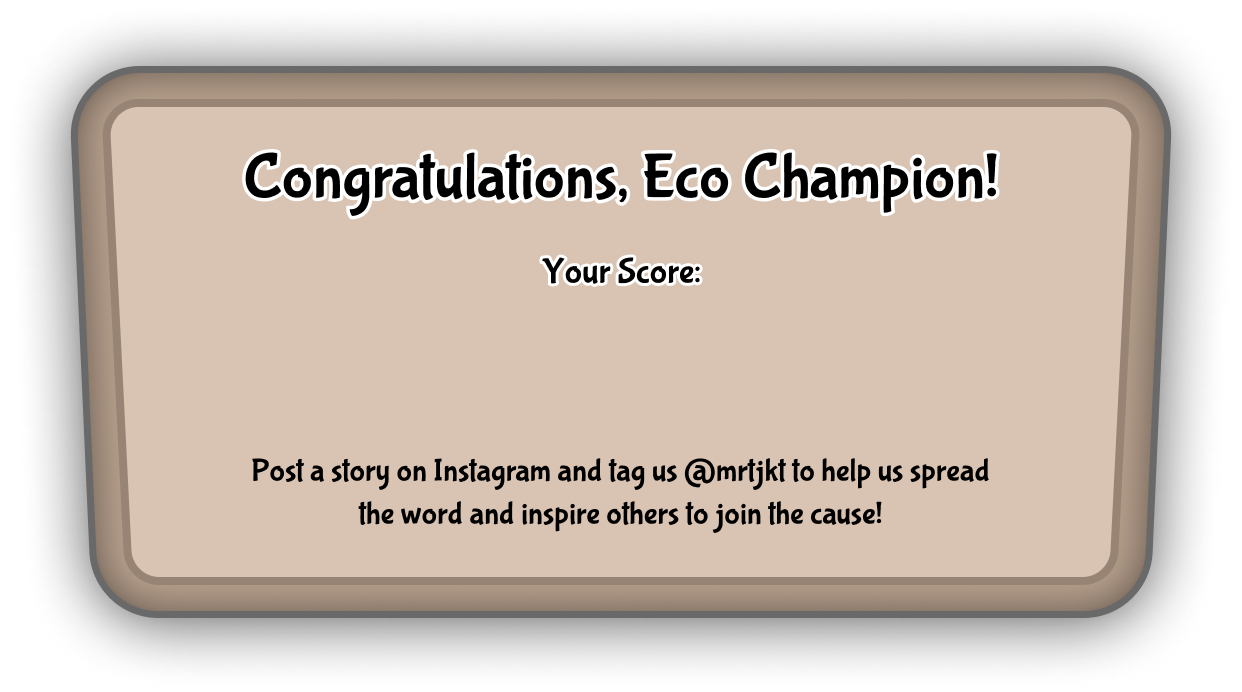 Congratulations, Eco Champion!
Your Score:
Post a story on Instagram and tag us @mrtjkt to help us spread
the word and inspire others to join the cause!